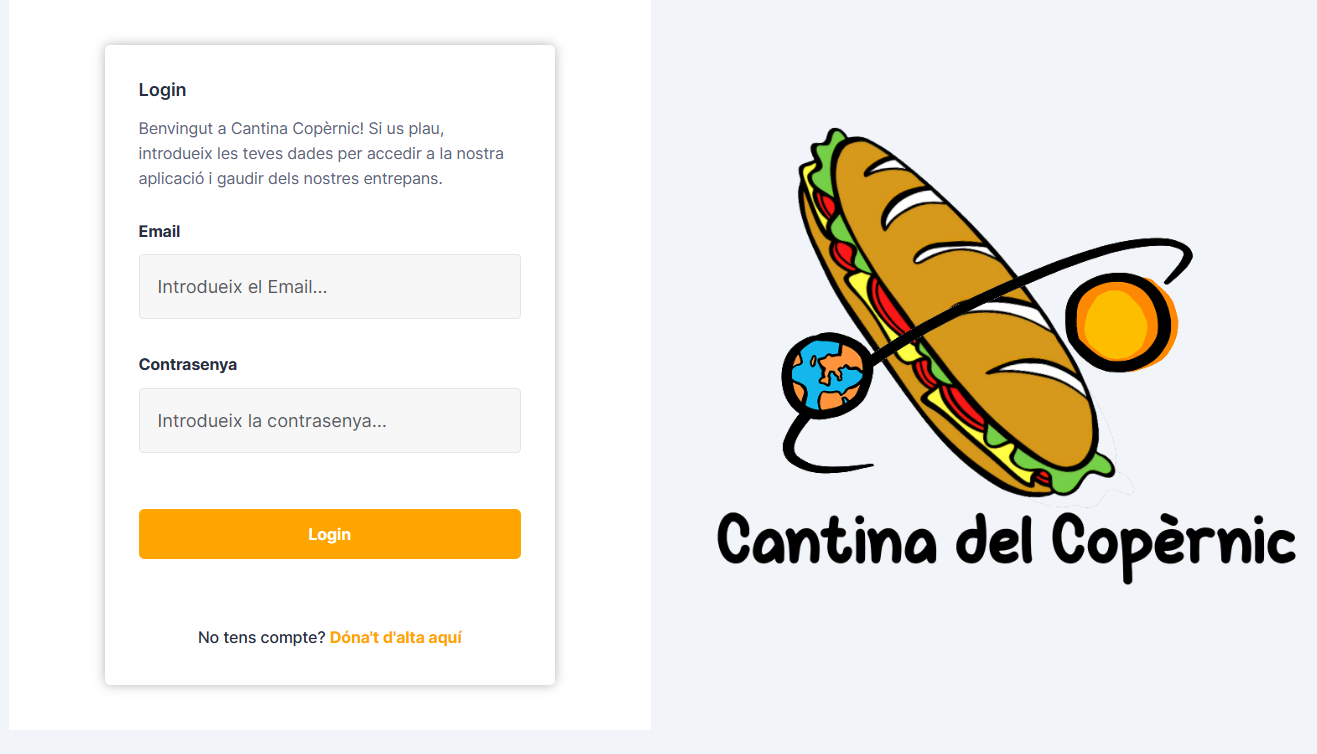 Login
Benvingut a Cantina Copèrnic! Si us plau,
introdueix les teves dades per accedir a la nostra
aplicació i gaudir dels nostres entrepans.
Email
Introdueix el Email...
Contrasenya
Introdueix la contrasenya...
Login
No tens compte? Dóna't d'alta aquí
Cantina del Copèrnic